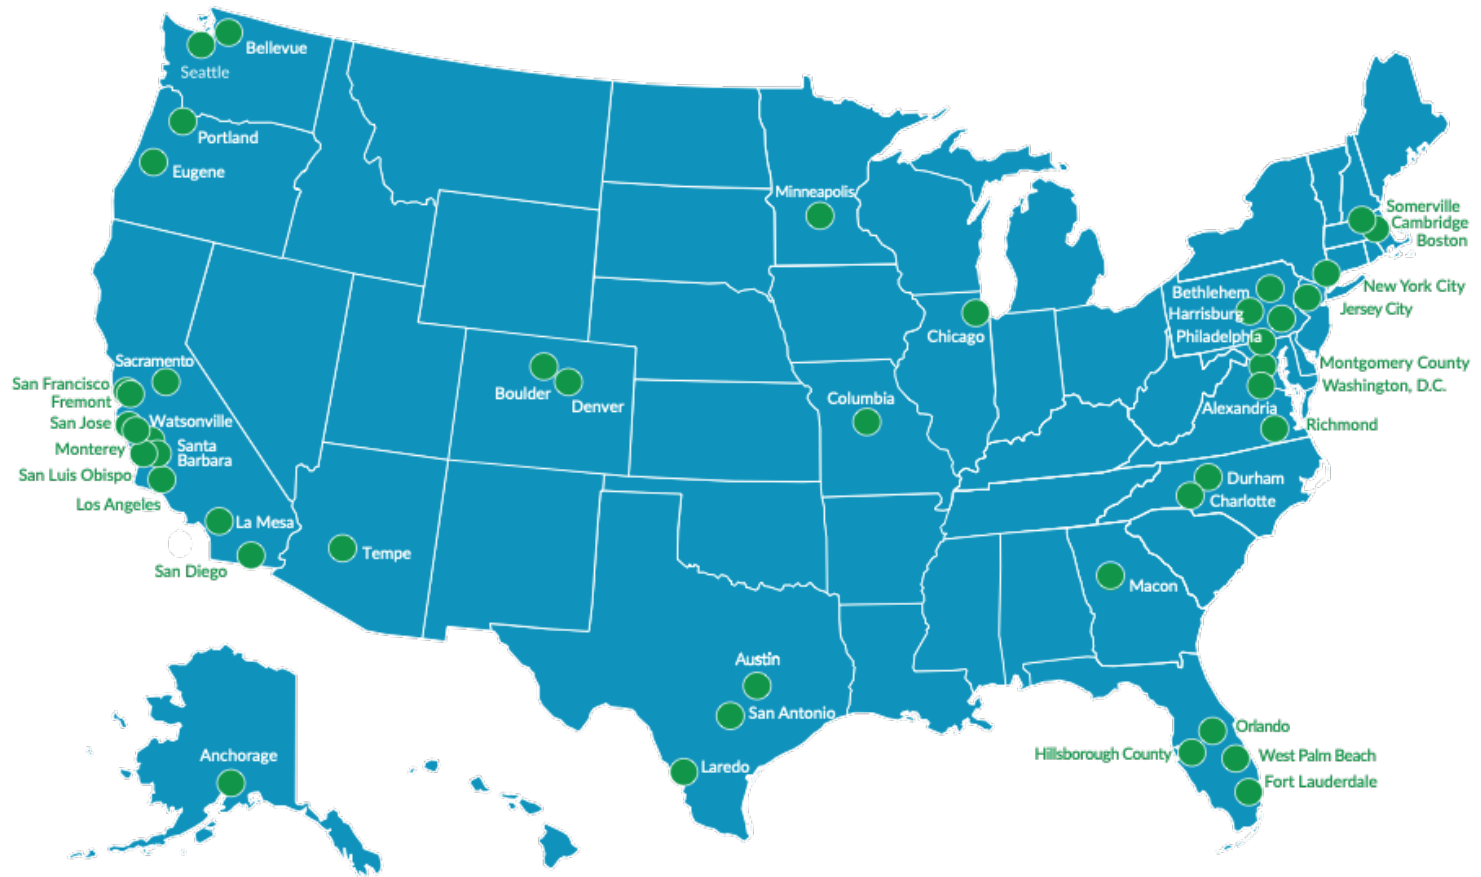 Bellevue
Seattle
Portland
Eugene
Minneapolis
Somerville
Cambridge
Boston
New York City
Bethlehem
Jersey City
Harrisburg
Chicago
Philadelphia
Sacramento
Montgomery County
San Francisco
Washington, D.C.
Fremont
Boulder
Denver
Columbia
Alexandria
San Jose
Watsonville
Richmond
Monterey
Santa
Barbara
San Luis Obispo
Durham
Los Angeles
Charlotte
La Mesa
Tempe
San Diego
Macon
Austin
San Antonio
Orlando
Anchorage
Hillsborough County
West Palm Beach
Laredo
Fort Lauderdale